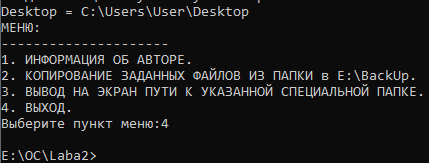 Desktop = C:\Users\User\Desktop
МЕНЮ:
---------------------
1. ИНФОРМАЦИЯ ОБ АВТОРЕ.
2. КОПИРОВАНИЕ ЗАДАННЫХ ФАЙЛОВ ИЗ ПАПКИ в E:\BackUp.
3. ВЫВОД НА ЭКРАН ПУТИ К УКАЗАННОЙ СПЕЦИАЛЬНОЙ ПАПКЕ.
4. ВЫХОД.
Выберите пункт меню:4
E:\ОС\Laba2>